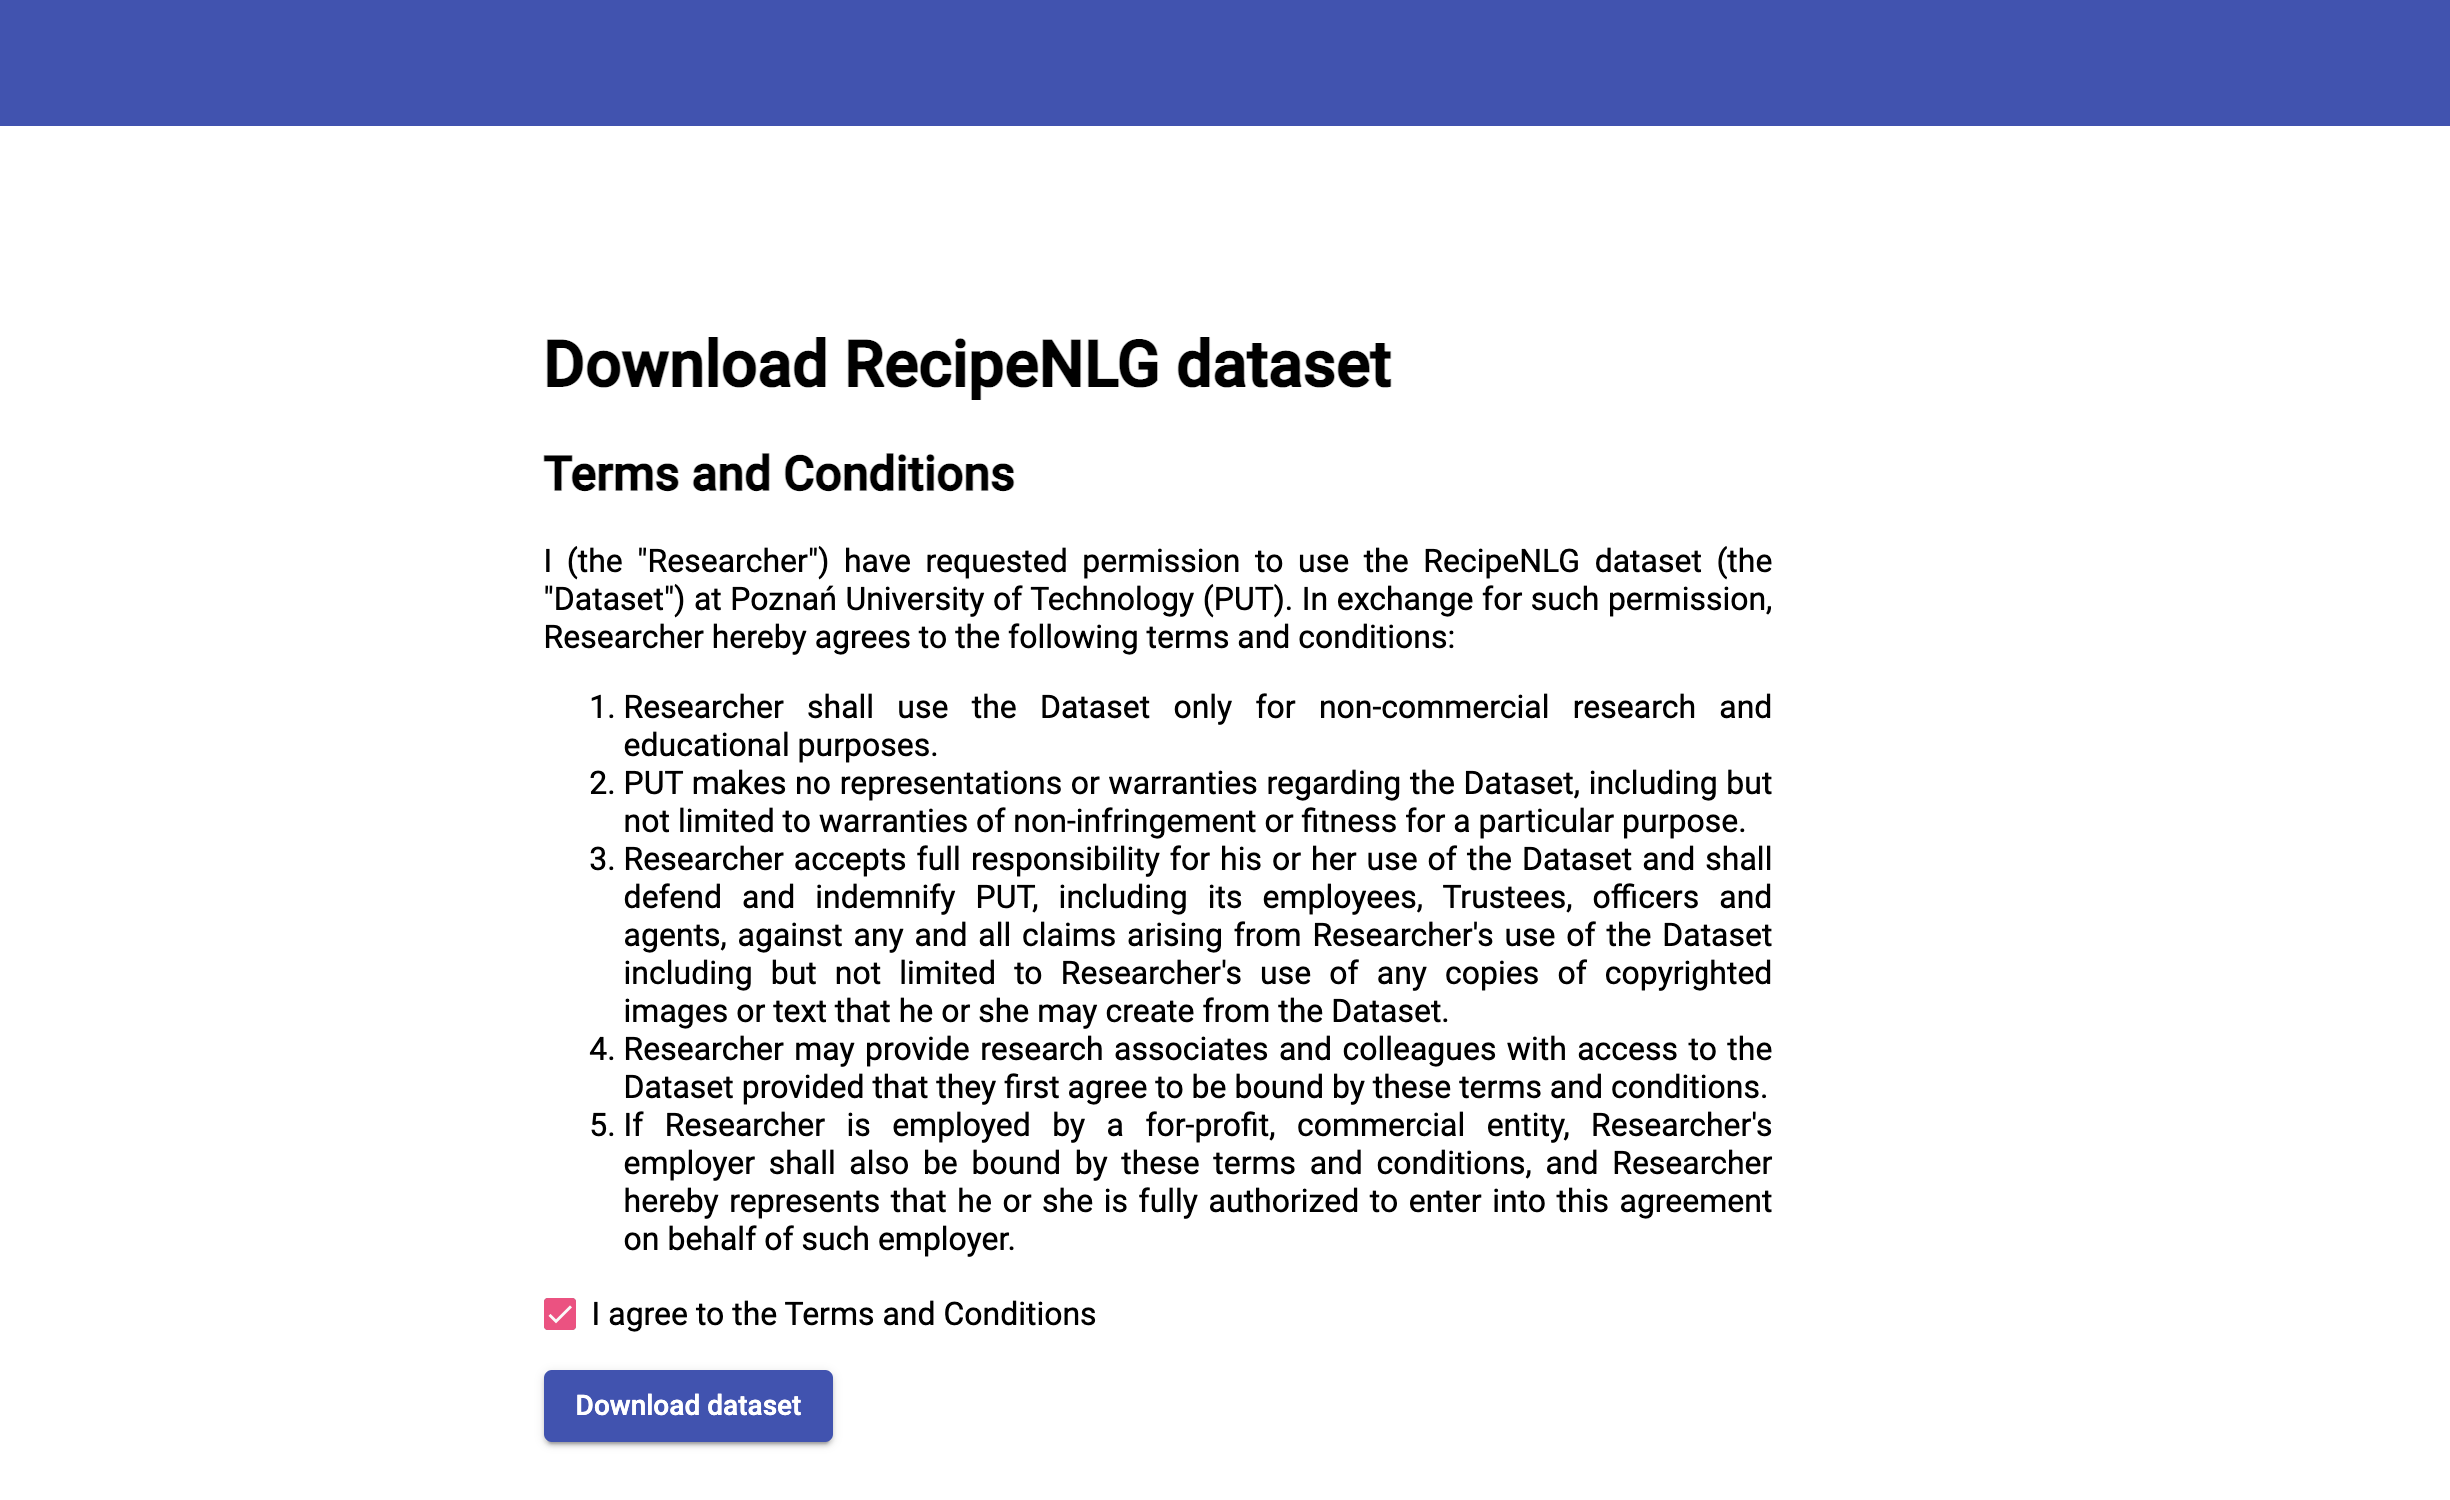 Download RecipeNLG dataset
Terms and Conditions
I (the "Researcher") have requested permission to use the RecipeNLG dataset (the
"Dataset") at Poznań University of Technology (PUT). In exchange for such permission,
Researcher hereby agrees to the following terms and conditions:
1. Researcher shall use the Dataset only for non-commercial research and
educational purposes.
2. PUT makes no representations or warranties regarding the Dataset, including but
not limited to warranties of non-infringement or fitness for a particular purpose.
3. Researcher accepts full responsibility for his or her use of the Dataset and shall
defend and indemnify PUT, including its employees, Trustees, officers and
agents, against any and all claims arising from Researcher's use of the Dataset
including but not limited to Researcher's use of any copies of copyrighted
images or text that he or she may create from the Dataset.
4. Researcher may provide research associates and colleagues with access to the
Dataset provided that they first agree to be bound by these terms and conditions.
5. If Researcher is employed by a for-profit, commercial entity, Researcher's
employer shall also be bound by these terms and conditions, and Researcher
hereby represents that he or she is fully authorized to enter into this agreement
on behalf of such employer.
I agree to the Terms and Conditions
Download dataset